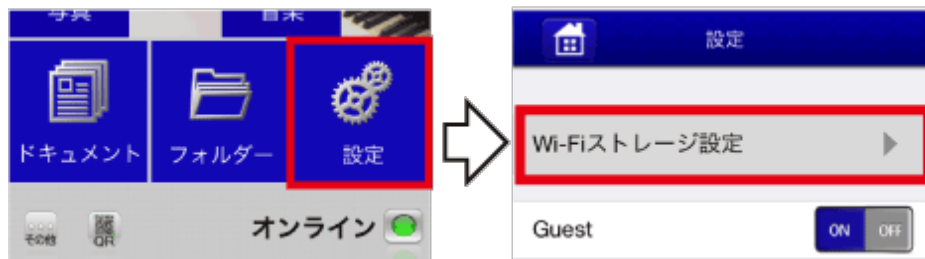 写真
音楽
ドキュメント
フォルダー
設定
その他
QR
オンライン
設定
Wi-Fiストレージ設定
Guest
ON
OFF